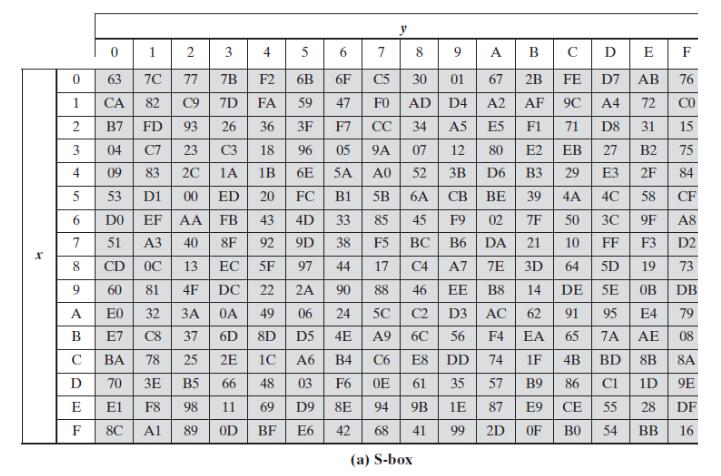 y
0 1 2 3 4 5 6 7 8 9 A B C D E F
0 63 7C 77 7B F2 6B 6F C5 30 01 67 2B FE D7 AB 76
1 CA 82 C9 7D FA 59 47 F0 AD D4 A2 AF 9C A4 72 C0
2 B7 FD 93 26 36 3F F7 CC 34 A5 E5 F1 71 D8 31 15
3 04 C7 23 C3 18 96 05 9A 07 12 80 E2 EB 27 B2 75
4 09 83 2C 1A 1B 6E 5A A0 52 3B D6 B3 29 E3 2F 84
5 53 D1 00 ED 20 FC B1 5B 6A CB BE 39 4A 4C 58 CF
6 D0 EF AA FB 43 4D 33 85 45 F9 02 7F 50 3C 9F A8
7 51 A3 40 8F 92 9D 38 F5 BC B6 DA 21 10 FF F3 D2
x
8 CD 0C 13 EC 5F 97 44 17 C4 A7 7E 3D 64 5D 19 73
9 60 81 4F DC 22 2A 90 88 46 EE B8 14 DE 5E 0B DB
A E0 32 3A 0A 49 06 24 5C C2 D3 AC 62 91 95 E4 79
B E7 C8 37 6D 8D D5 4E A9 6C 56 F4 EA 65 7A AE 08
C BA 78 25 2E 1C A6 B4 C6 E8 DD 74 1F 4B BD 8B 8A
D 70 3E B5 66 48 03 F6 0E 61 35 57 B9 86 C1 1D 9E
E E1 F8 98 11 69 D9 8E 94 9B 1E 87 E9 CE 55 28 DF
F 8C A1 89 0D BF E6 42 68 41 99 2D 0F B0 54 BB 16
(a) S-box